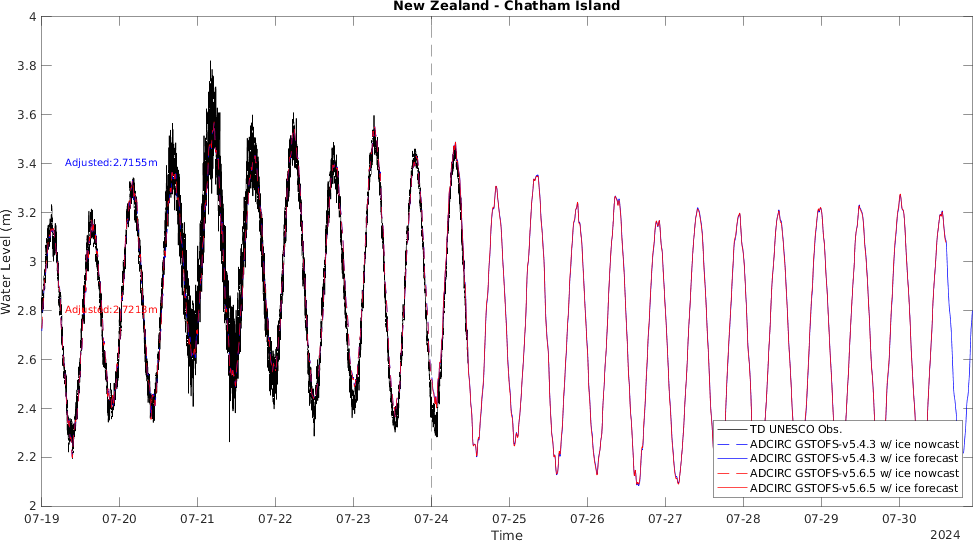 New Zealand - Chatham Island
4
3.8
3.6
3.4
3.2
3
2.8
2.6
2.4
2.2
2
Water Level (m)
Adjusted:2.7155m
Adjusted:2.7213m
TD UNESCO Obs.
ADCIRC GSTOFS-v5.4.3 w/ ice nowcast
ADCIRC GSTOFS-v5.4.3 w/ ice forecast
ADCIRC GSTOFS-v5.6.5 w/ ice nowcast
ADCIRC GSTOFS-v5.6.5 w/ ice forecast
07-19 07-20 07-21 07-22 07-23 07-24 07-25 07-26 07-27 07-28 07-29 07-30
Time
2024